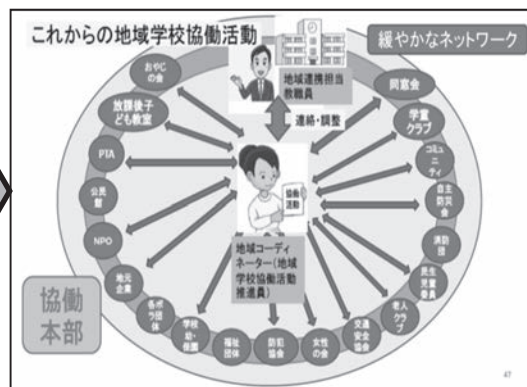 これからの地域学校協働活動
緩やかなネットワーク
地域連携担当
教職員
連絡・調整
協働
活動
地域コーディ
ネーター(地域
学校協働活動
推進員)
おやじ
の会
放課後子
ども教室
PTA
公民
館
NPO
地元
企業
各ボ
ラ団体
学校
幼・保園
福祉
団体
防犯
協会
女性
の会
交通
安全協会
老人ク
ラブ
民生
児童
委員
消防
団
自主
防災
会
コミュ
ニ
ティ
学童
クラブ
同窓会
協働
本部
47